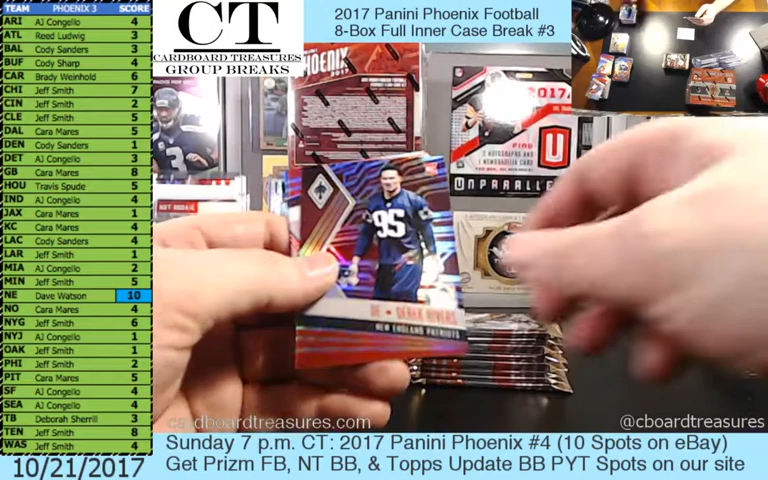 TEAM PHOENIX 3 SCORE
ARI AJ Congello 4
ATL Reed Ludwig 3
BAL Cody Sanders 3
BUF Cody Sharp 4
CAR Brady Weinhold 6
CHI Jeff Smith 7
CIN Jeff Smith 2
CLE Jeff Smith 5
DAL Cara Mares 5
DEN Cody Sanders 1
DET AJ Congello 3
GB Cara Mares 8
HOU Travis Spude 5
IND AJ Congello 4
JAX Cara Mares 1
KC Cara Mares 4
LAC Cody Sanders 4
LAR Jeff Smith 1
MIA AJ Congello 2
MIN Jeff Smith 5
NE Dave Watson 10
NO Cara Mares 4
NYG Jeff Smith 6
NYJ AJ Congello 1
OAK Jeff Smith 1
PHI Jeff Smith 2
PIT Cara Mares 5
SF AJ Congello 4
SEA AJ Congello 4
TB Deborah Sherrill 3
TEN Jeff Smith 8
WAS Jeff Smith 4
10/21/2017
CT
CARDBOARD TREASURES
GROUP BREAKS
2017 Panini Phoenix Football
8-Box Full Inner Case Break #3
PHOENIX
2017
FIND
U
UNPARALLE
95
DE • DEREK RIVERS
NEW ENGLAND PATRIOTS
cardboardtreasures.com
@cboardtreasures
Sunday 7 p.m. CT: 2017 Panini Phoenix #4 (10 Spots on eBay)
Get Prizm FB, NT BB, & Topps Update BB PYT Spots on our site